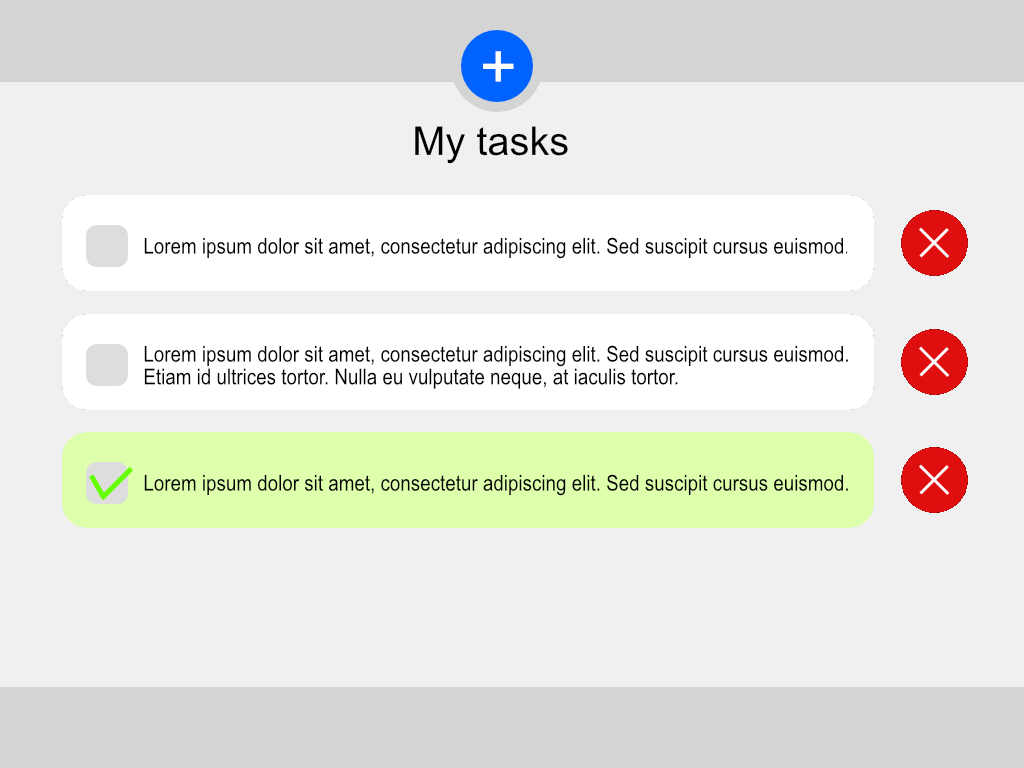 My tasks
Lorem ipsum dolor sit amet, consectetur adipiscing elit. Sed suscipit cursus euismod.
Lorem ipsum dolor sit amet, consectetur adipiscing elit. Sed suscipit cursus euismod.
Etiam id ultrices tortor. Nulla eu vulputate neque, at iaculis tortor.
Lorem ipsum dolor sit amet, consectetur adipiscing elit. Sed suscipit cursus euismod.